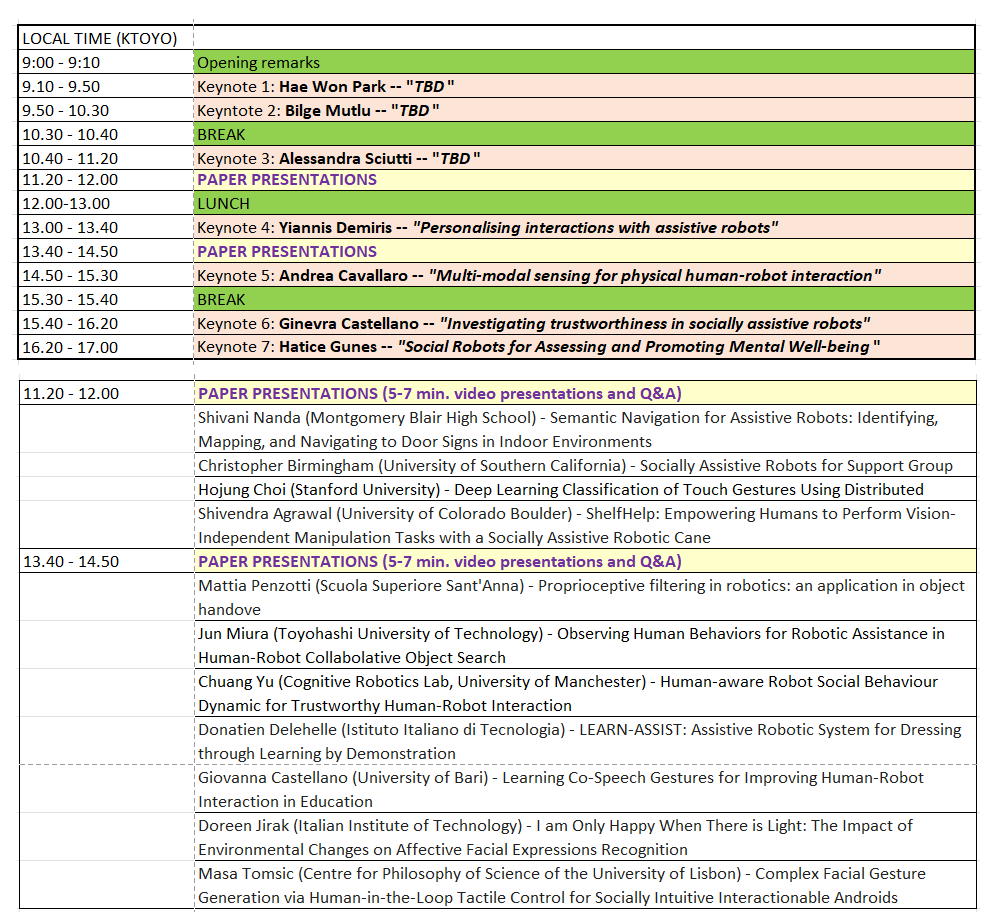 LOCAL TIME (KTOYO)
9:00 - 9:10 Opening remarks
9.10 - 9.50 Keynote 1: Hae Won Park -- "TBD "
9.50 - 10.30 Keyntote 2: Bilge Mutlu -- "TBD "
10.30 - 10.40 BREAK
10.40 - 11.20 Keynote 3: Alessandra Sciutti -- "TBD "
11.20 - 12.00 PAPER PRESENTATIONS
12.00-13.00 LUNCH
13.00 - 13.40 Keynote 4: Yiannis Demiris -- "Personalising interactions with assistive robots"
13.40 - 14.50 PAPER PRESENTATIONS
14.50 - 15.30 Keynote 5: Andrea Cavallaro -- "Multi-modal sensing for physical human-robot interaction"
15.30 - 15.40 BREAK
15.40 - 16.20 Keynote 6: Ginevra Castellano -- "Investigating trustworthiness in socially assistive robots"
16.20 - 17.00 Keynote 7: Hatice Gunes -- "Social Robots for Assessing and Promoting Mental Well-being "
11.20 - 12.00 PAPER PRESENTATIONS (5-7 min. video presentations and Q&A)
Shivani Nanda (Montgomery Blair High School) - Semantic Navigation for Assistive Robots: Identifying,
Mapping, and Navigating to Door Signs in Indoor Environments
Christopher Birmingham (University of Southern California) - Socially Assistive Robots for Support Group
Hojung Choi (Stanford University) - Deep Learning Classification of Touch Gestures Using Distributed
Shivendra Agrawal (University of Colorado Boulder) - ShelfHelp: Empowering Humans to Perform Vision-
Independent Manipulation Tasks with a Socially Assistive Robotic Cane
13.40 - 14.50 PAPER PRESENTATIONS (5-7 min. video presentations and Q&A)
Mattia Penzotti (Scuola Superiore Sant'Anna) - Proprioceptive filtering in robotics: an application in object
handove
Jun Miura (Toyohashi University of Technology) - Observing Human Behaviors for Robotic Assistance in
Human-Robot Collabolative Object Search
Chuang Yu (Cognitive Robotics Lab, University of Manchester) - Human-aware Robot Social Behaviour
Dynamic for Trustworthy Human-Robot Interaction
Donatien Delehelle (Istituto Italiano di Tecnologia) - LEARN-ASSIST: Assistive Robotic System for Dressing
through Learning by Demonstration
Giovanna Castellano (University of Bari) - Learning Co-Speech Gestures for Improving Human-Robot
Interaction in Education
Doreen Jirak (Italian Institute of Technology) - I am Only Happy When There is Light: The Impact of
Environmental Changes on Affective Facial Expressions Recognition
Masa Tomsic (Centre for Philosophy of Science of the University of Lisbon) - Complex Facial Gesture
Generation via Human-in-the-Loop Tactile Control for Socially Intuitive Interactionable Androids